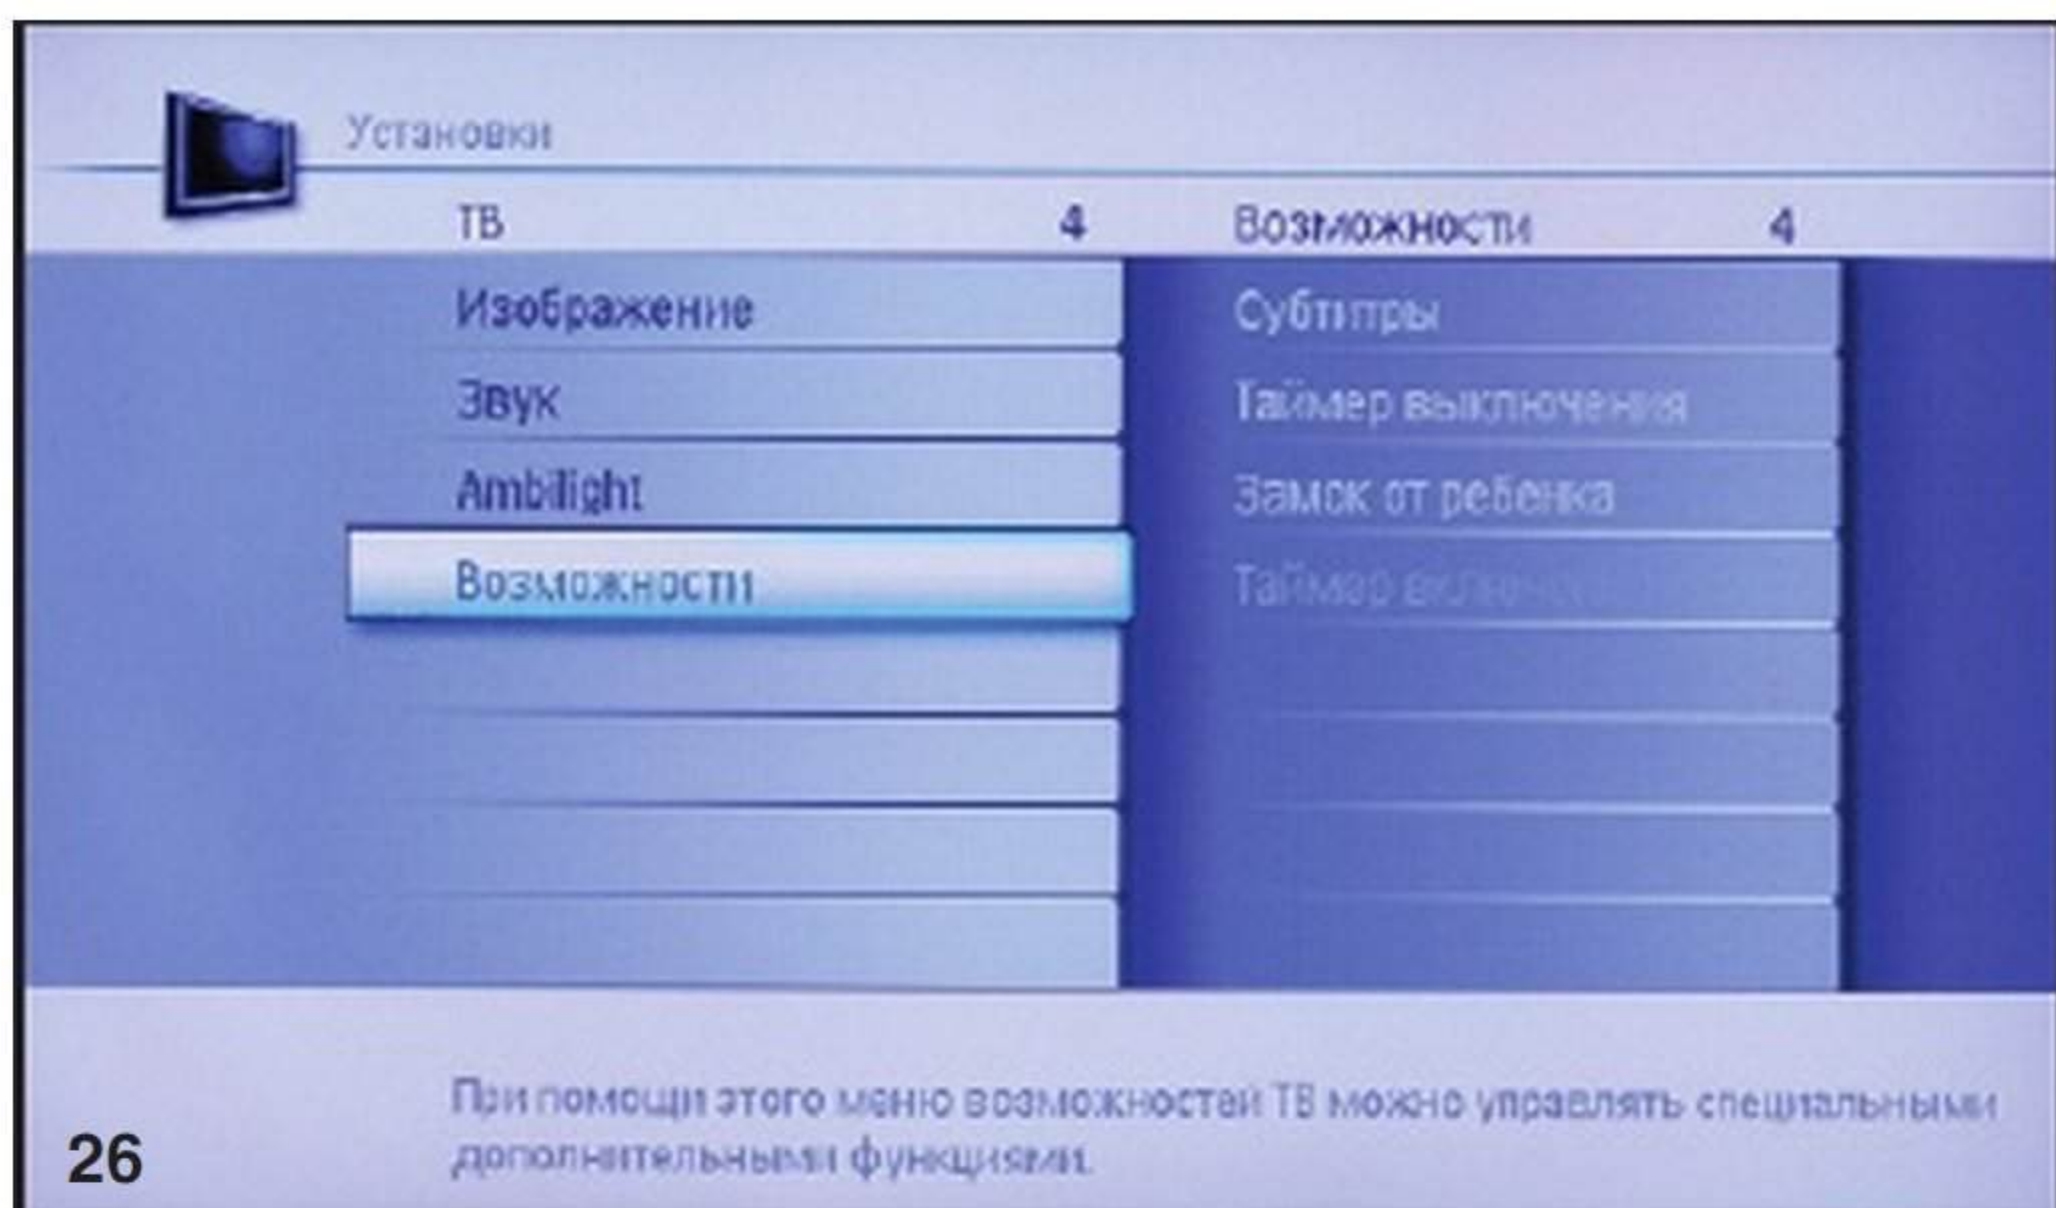 Установки
ТВ 4 Возможности 4
Изображение Субтитры
Звук Таймер выключения
Ambilight Замок от ребенка
Возможности Таймер
При помощи этого меню возможностей ТВ можно управлять специальными
дополнительными функциями.
26